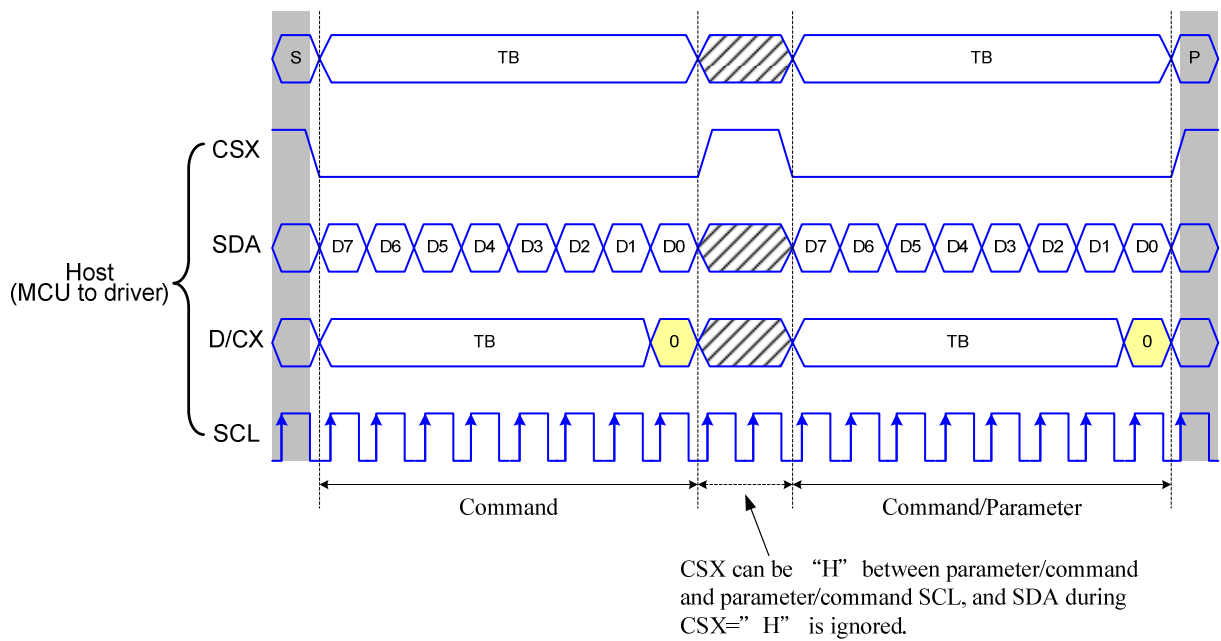 S TB TB P
CSX
SDA D7 D6 D5 D4 D3 D2 D1 D0 D7 D6 D5 D4 D3 D2 D1 D0
Host
(MCU to driver)
D/CX TB 0 TB 0
SCL
Command Command/Parameter
CSX can be “H” between parameter/command
and parameter/command SCL, and SDA during
CSX=”H” is ignored.